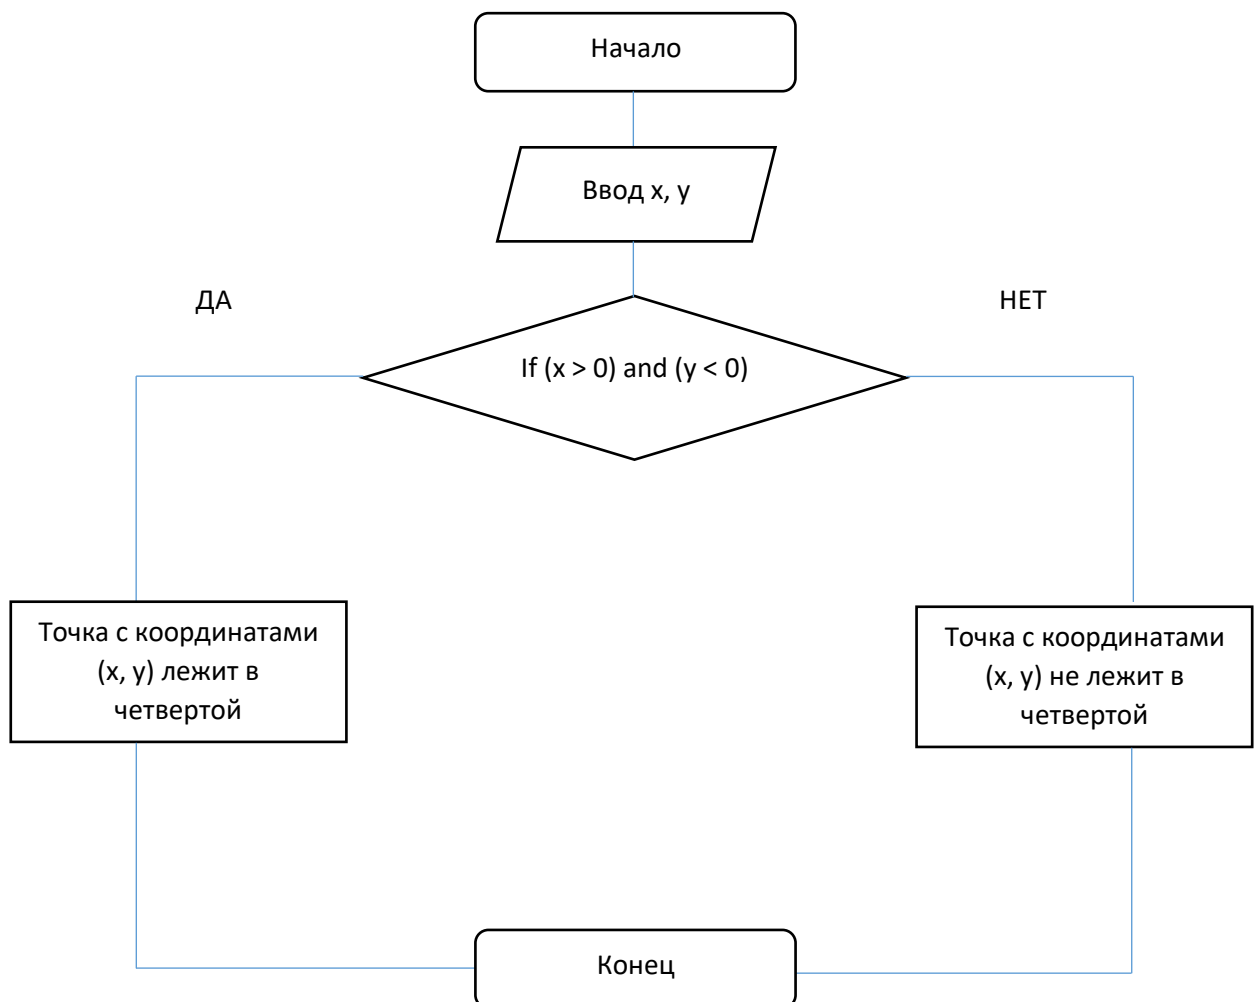 Начало
Ввод x, y
ДА
НЕТ
If (x > 0) and (y < 0)
Точка с координатами
(x, y) лежит в
четвертой
Точка с координатами
(x, y) не лежит в
четвертой
Конец